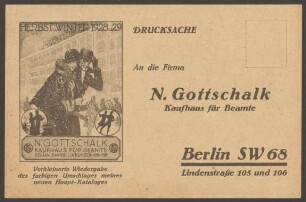 HERBST-WINTER 1928-29
N. GOTTSCHALK
KAUFHAUS FÜR BEAMTE
Verkleinerte Wiedergabe
des farbigen Umschlages meines
neuen Haupt-Kataloges
DRUCKSACHE
An die Firma
N. Gottschalk
Kaufhaus für Beamte
Berlin SW 68
Lindenstraße 105 und 106